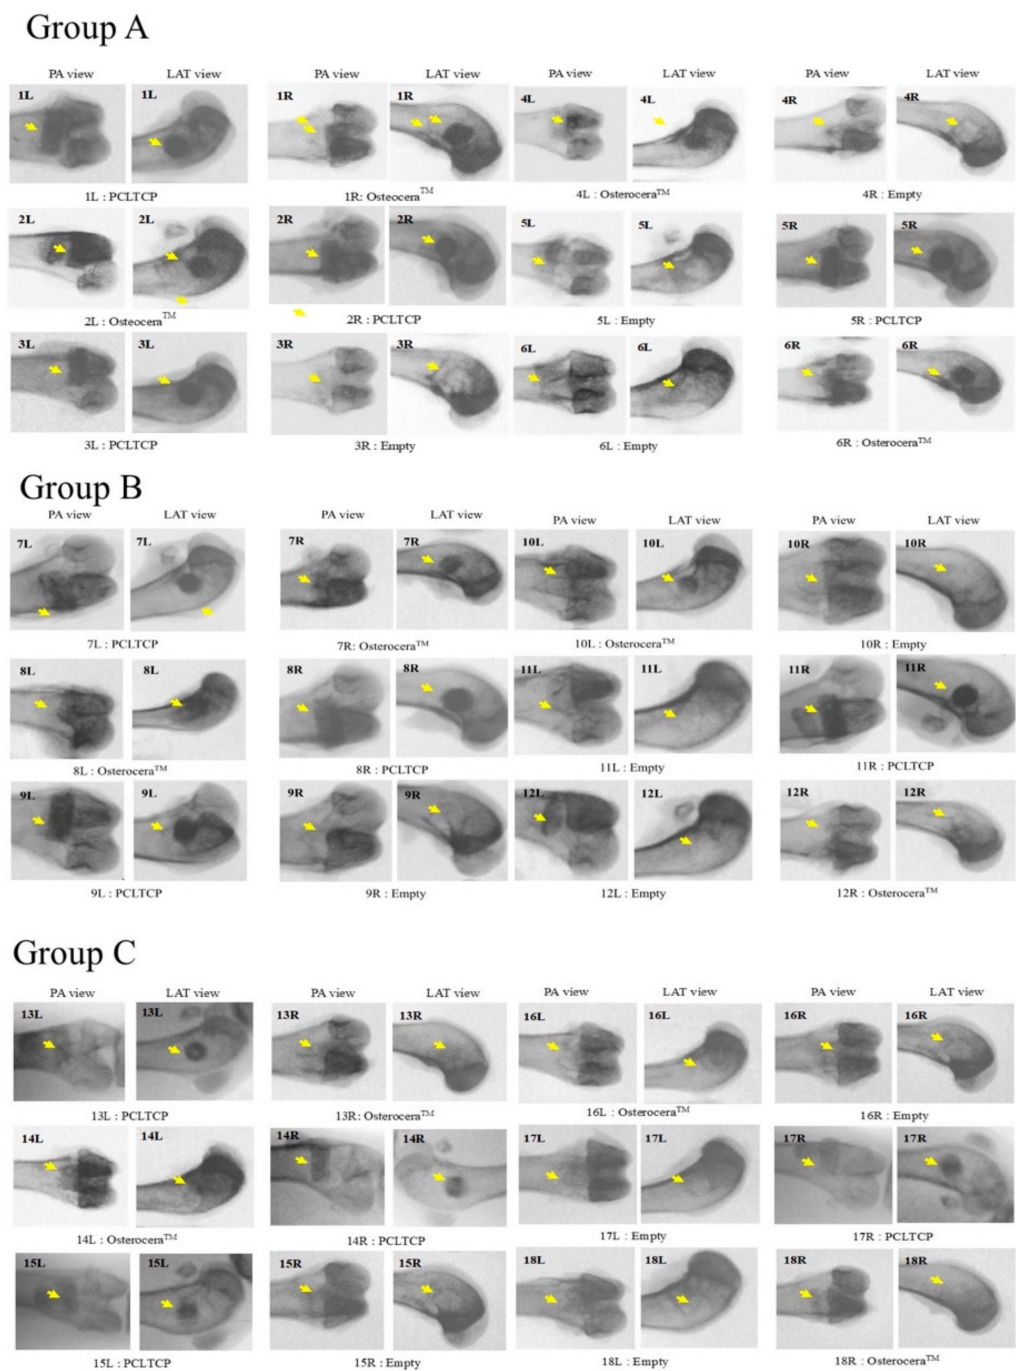 Group A
PA view LAT view PA view LAT view PA view LAT view PA view LAT view
1L 1L 1R 1R 4L 4L 4R 4R
1L : PCLTCP 1R: Osteocera™ 4L : Osterocera™ 4R : Empty
2L 2L 2R 2R 5L 5L 5R 5R
2L : Osteocera™ 2R : PCLTCP 5L : Empty 5R : PCLTCP
3L 3L 3R 3R 6L 6L 6R 6R
3L : PCLTCP 3R : Empty 6L : Empty 6R : Osterocera™
Group B
PA view LAT view PA view LAT view PA view LAT view PA view LAT view
7L 7L 7R 7R 10L 10L 10R 10R
7L : PCLTCP 7R: Osterocera™ 10L : Osterocera™ 10R : Empty
8L 8L 8R 8R 11L 11L 11R 11R
8L : Osterocera™ 8R : PCLTCP 11L : Empty 11R : PCLTCP
9L 9L 9R 9R 12L 12L 12R 12R
9L : PCLTCP 9R : Empty 12L : Empty 12R : Osterocera™
Group C
PA view LAT view PA view LAT view PA view LAT view PA view LAT view
13L 13L 13R 13R 16L 16L 16R 16R
13L : PCLTCP 13R: Osterocera™ 16L : Osterocera™ 16R : Empty
14L 14L 14R 14R 17L 17L 17R 17R
14L : Osterocera™ 14R : PCLTCP 17L : Empty 17R : PCLTCP
15L 15L 15R 15R 18L 18L 18R 18R
15L : PCLTCP 15R : Empty 18L : Empty 18R : Osterocera™